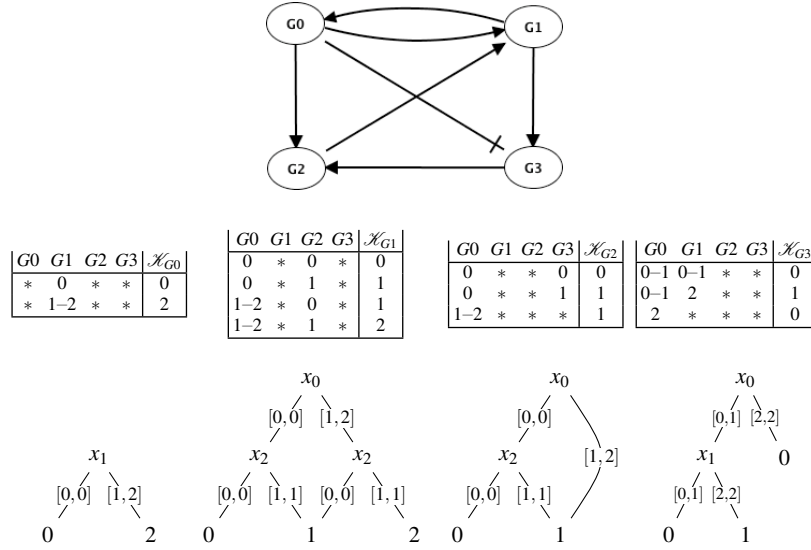 G0 G1
G2 G3
G0 G1 G2 G3 𝒦G0
∗ 0 ∗ ∗ 0
∗ 1–2 ∗ ∗ 2
G0 G1 G2 G3 𝒦G1
0 ∗ 0 ∗ 0
0 ∗ 1 ∗ 1
1–2 ∗ 0 ∗ 1
1–2 ∗ 1 ∗ 2
G0 G1 G2 G3 𝒦G2
0 ∗ ∗ 0 0
0 ∗ ∗ 1 1
1–2 ∗ ∗ ∗ 1
G0 G1 G2 G3 𝒦G3
0–1 0–1 ∗ ∗ 0
0–1 2 ∗ ∗ 1
2 ∗ ∗ ∗ 0
x1
[0,0] [1,2]
0 2
x0
[0,0] [1,2]
x2 x2
[0,0] [1,1] [0,0] [1,1]
0 1 2
x0
[0,0] [1,2]
x2
[0,0] [1,1]
0 1
x0
[0,1] [2,2]
x1 0
[0,1] [2,2]
0 1